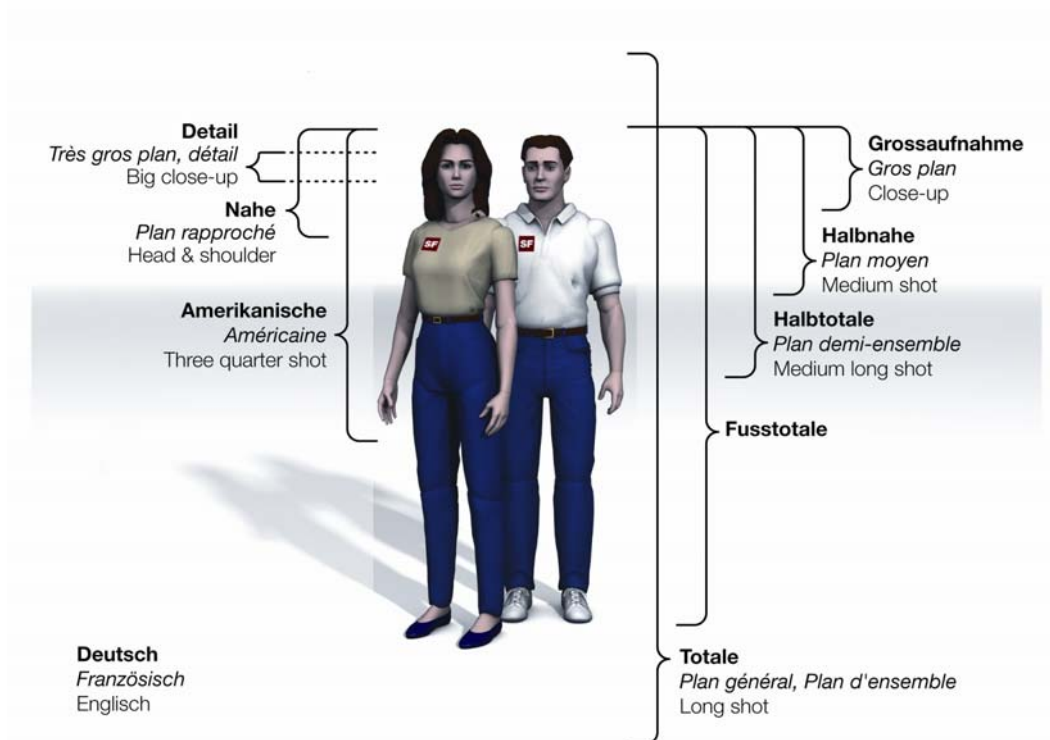 Detail
Très gros plan, détail
Big close-up
Nahe
Plan rapproché
Head & shoulder
Amerikanische
Américaine
Three quarter shot
SF
SF
Grossaufnahme
Gros plan
Close-up
Halbnahe
Plan moyen
Medium shot
Halbtotale
Plan demi-ensemble
Medium long shot
Fusstotale
Deutsch
Französisch
Englisch
Totale
Plan général, Plan d'ensemble
Long shot